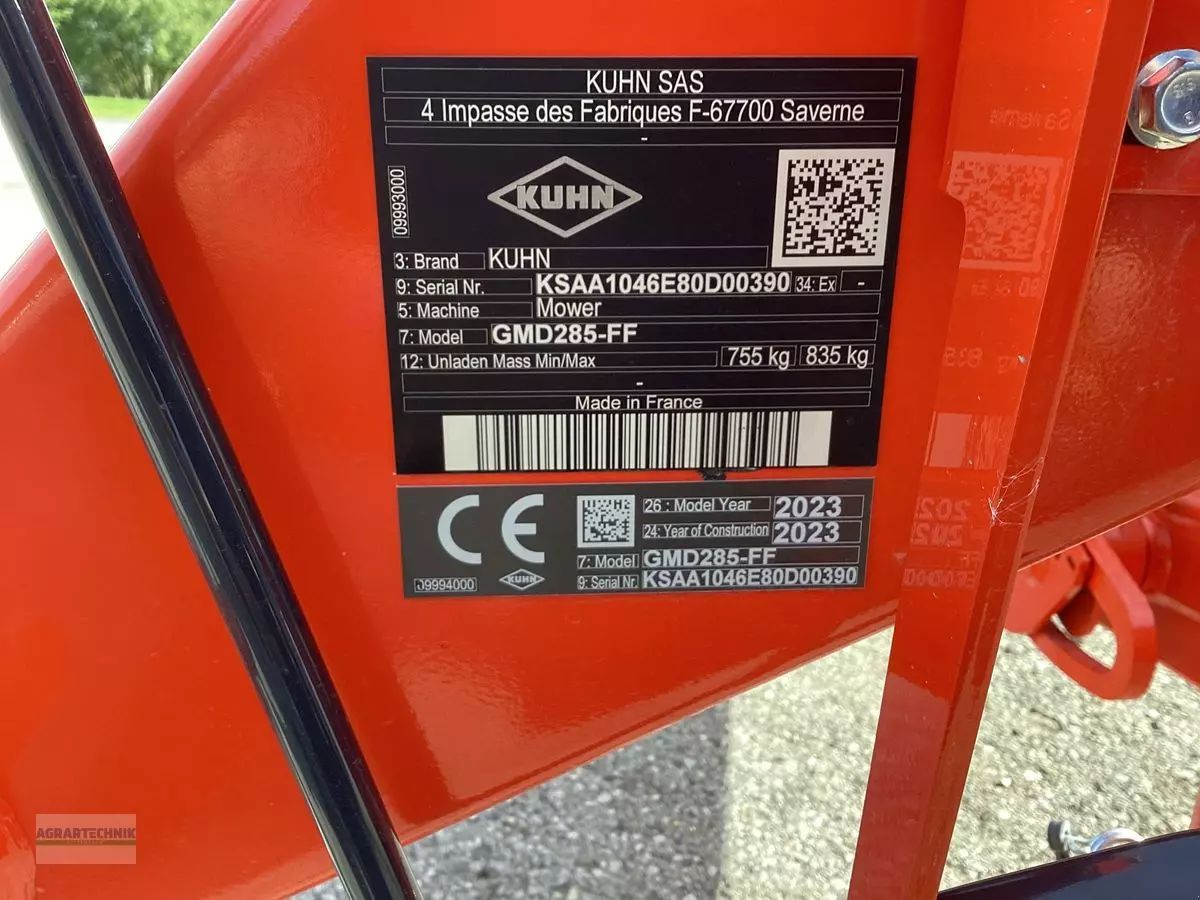 KUHN SAS
4 Impasse des Fabriques F-67700 Saverne
-
09993000
KUHN
3: Brand KUHN
9: Serial Nr. KSAA1046E80D00390 34: Ex -
5: Machine Mower
7: Model GMD285-FF
12: Unladen Mass Min/Max 755 kg 835 kg
-
Made in France
CE
26 : Model Year 2023
24: Year of Construction 2023
7: Model GMD285-FF
9: Serial Nr. KSAA1046E80D00390
09994000
KUHN
AGRARTECHNIK